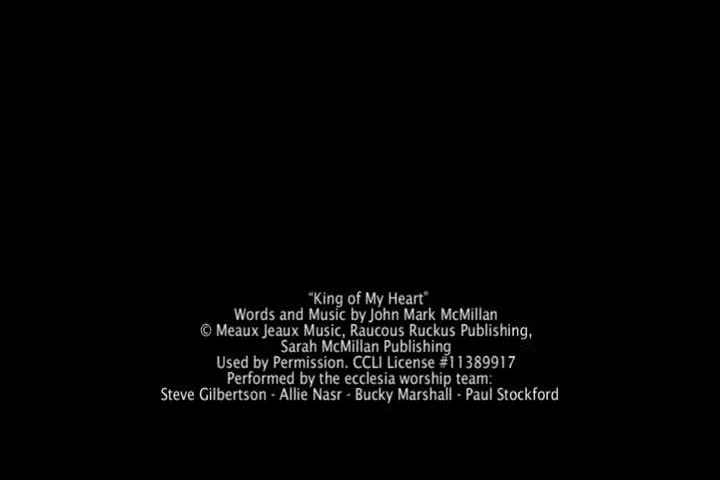 "King of My Heart"
Words and Music by John Mark McMillan
© Meaux Jeaux Music, Raucous Ruckus Publishing,
Sarah McMillan Publishing
Used by Permission. CCLI License #11389917
Performed by the ecclesia worship team:
Steve Gilbertson - Allie Nasr - Bucky Marshall - Paul Stockford